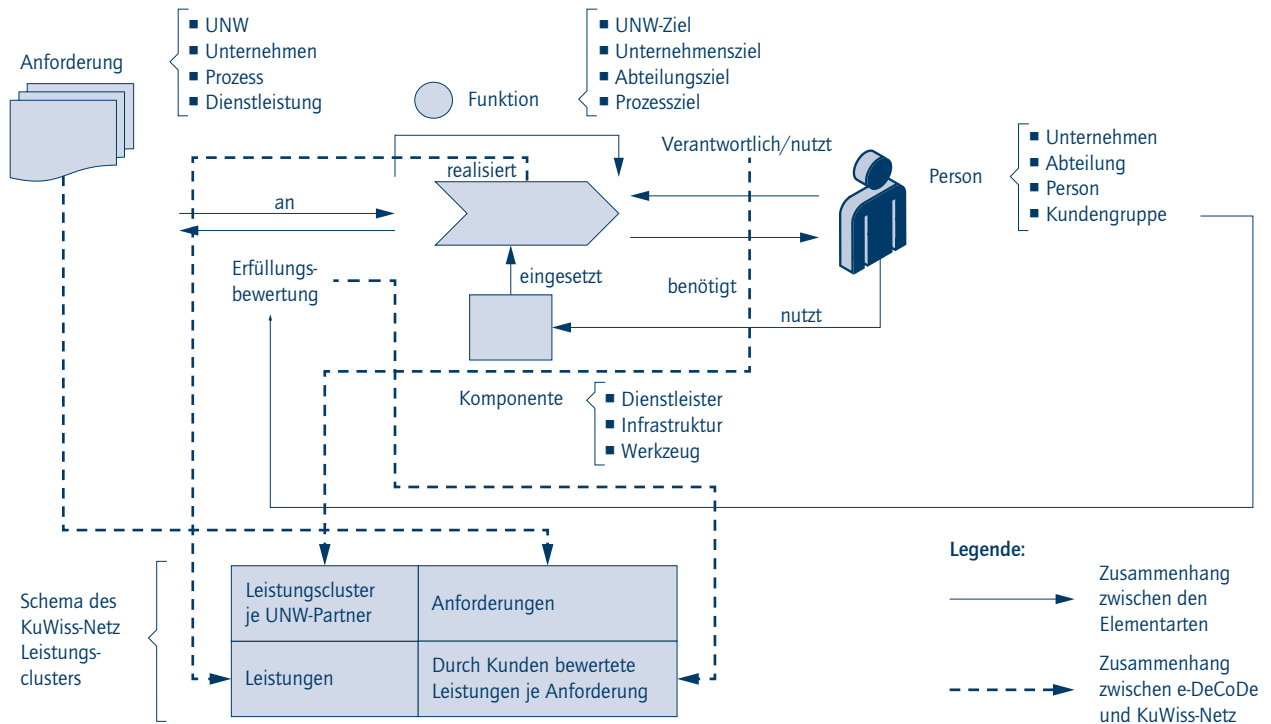 Anforderung
UNW
Unternehmen
Prozess
Dienstleistung
Funktion
UNW-Ziel
Unternehmensziel
Abteilungsziel
Prozessziel
Verantwortlich/nutzt
Person
Unternehmen
Abteilung
Person
Kundengruppe
realisiert
an
Erfüllungs-
bewertung
eingesetzt
benötigt
nutzt
Komponente
Dienstleister
Infrastruktur
Werkzeug
Schema des
KuWiss-Netz
Leistungs-
clusters
Leistungscluster
je UNW-Partner
Anforderungen
Leistungen
Durch Kunden bewertete
Leistungen je Anforderung
Legende:
Zusammenhang
zwischen den
Elementarten
Zusammenhang
zwischen e-DeCoDe
und KuWiss-Netz